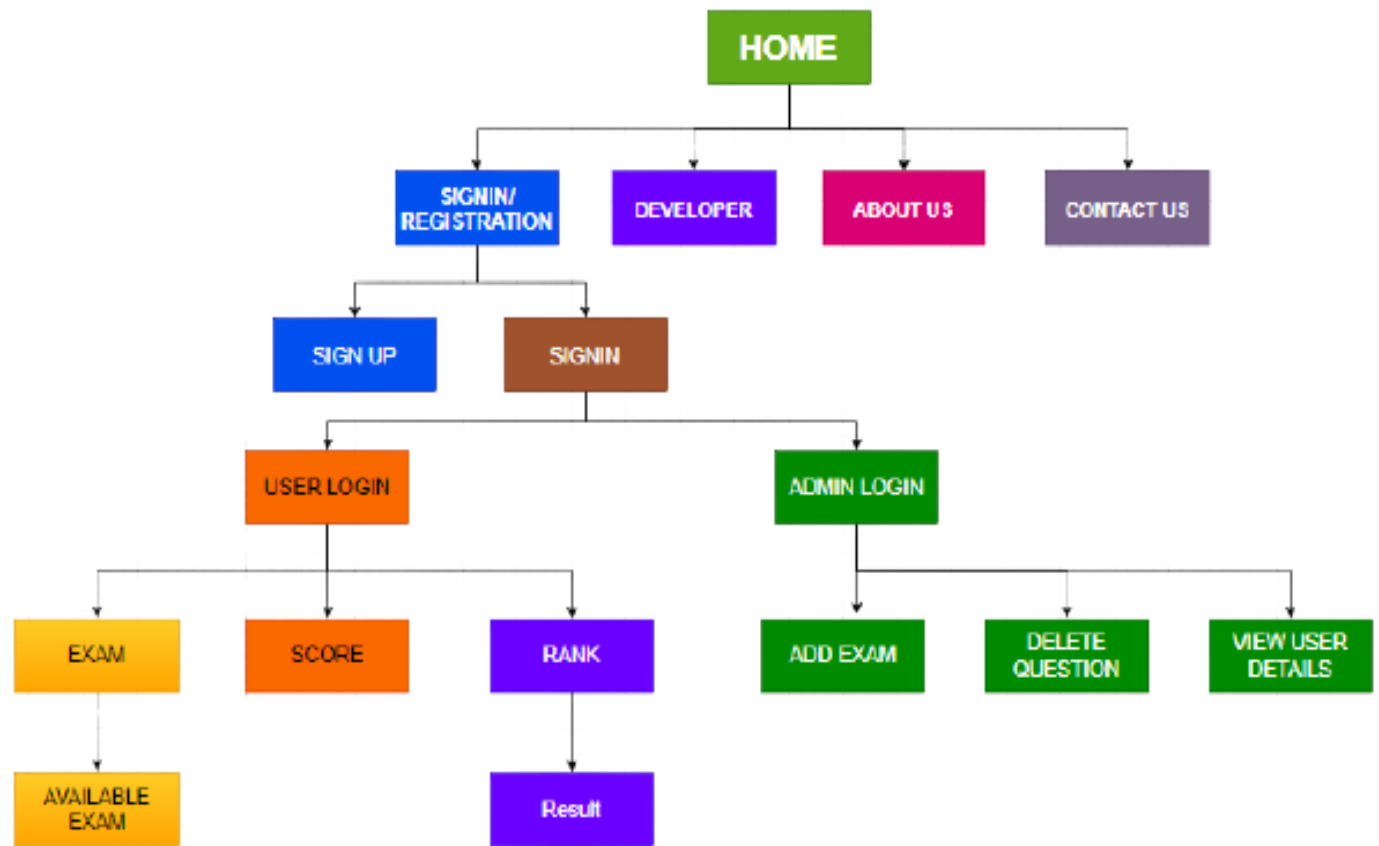 HOME
SIGNIN/
REGISTRATION
DEVELOPER
ABOUT US
CONTACT US
SIGN UP
SIGNIN
USER LOGIN
ADMIN LOGIN
EXAM
SCORE
RANK
ADD EXAM
DELETE
QUESTION
VIEW USER
DETAILS
AVAILABLE
EXAM
Result